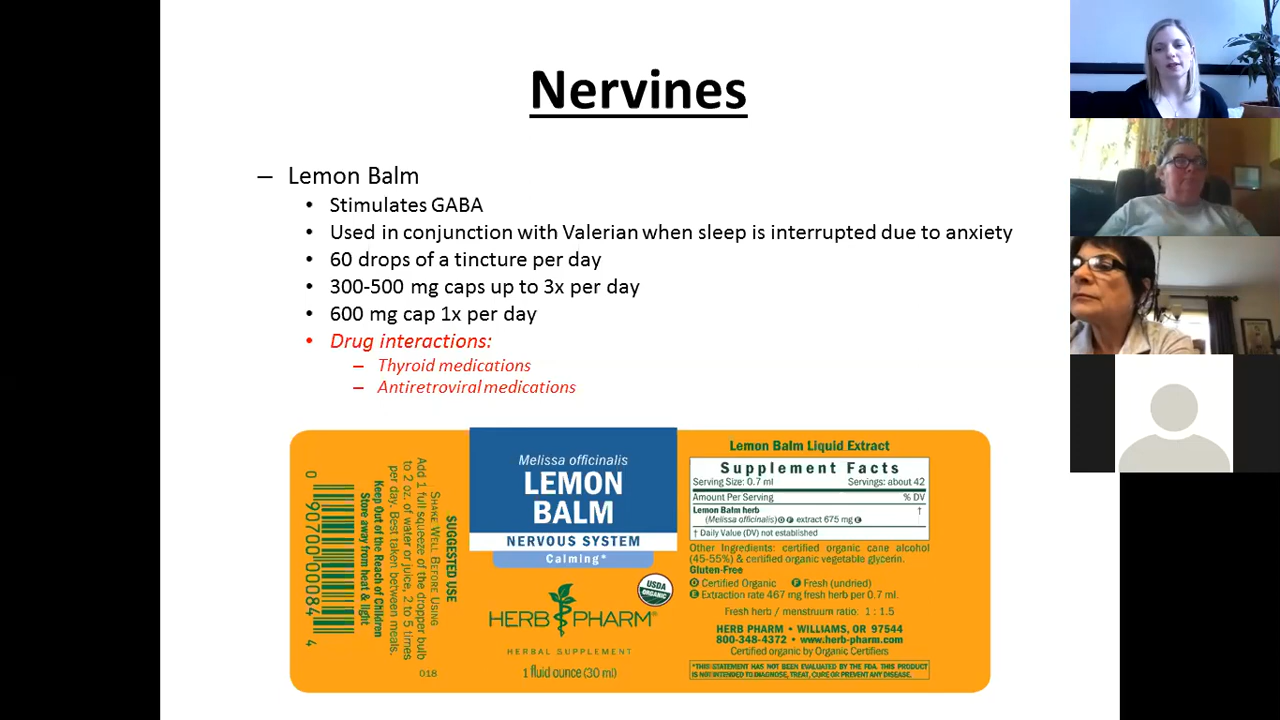 Nervines
– Lemon Balm
• Stimulates GABA
• Used in conjunction with Valerian when sleep is interrupted due to anxiety
• 60 drops of a tincture per day
• 300-500 mg caps up to 3x per day
• 600 mg cap 1x per day
• Drug interactions:
– Thyroid medications
– Antiretroviral medications
SUGGESTED USE
SHAKE WELL BEFORE USING
Add 1 full squeeze of the dropper bulb
to 2 oz. of water or juice, 2 to 5 times
per day. Best taken between meals.
Keep Out of the Reach of Children
Store away from heat & light
0 90700 00084 4
018
Melissa officinalis
LEMON
BALM
NERVOUS SYSTEM
Calming*
USDA
ORGANIC
HERB PHARM®
HERBAL SUPPLEMENT
1 fluid ounce (30 ml)
Lemon Balm Liquid Extract
Supplement Facts
Serving Size: 0.7 ml Servings: about 42
Amount Per Serving % DV
Lemon Balm herb †
(Melissa officinalis) O F extract 675 mg E
† Daily Value (DV) not established
Other Ingredients: certified organic cane alcohol
(45-55%) & certified organic vegetable glycerin.
Gluten-Free
O Certified Organic F Fresh (undried)
E Extraction rate 467 mg fresh herb per 0.7 ml.
Fresh herb / menstruum ratio: 1 : 1.5
HERB PHARM • WILLIAMS, OR 97544
800-348-4372 • www.herb-pharm.com
Certified organic by Organic Certifiers
*THIS STATEMENT HAS NOT BEEN EVALUATED BY THE FDA. THIS PRODUCT
IS NOT INTENDED TO DIAGNOSE, TREAT, CURE OR PREVENT ANY DISEASE.